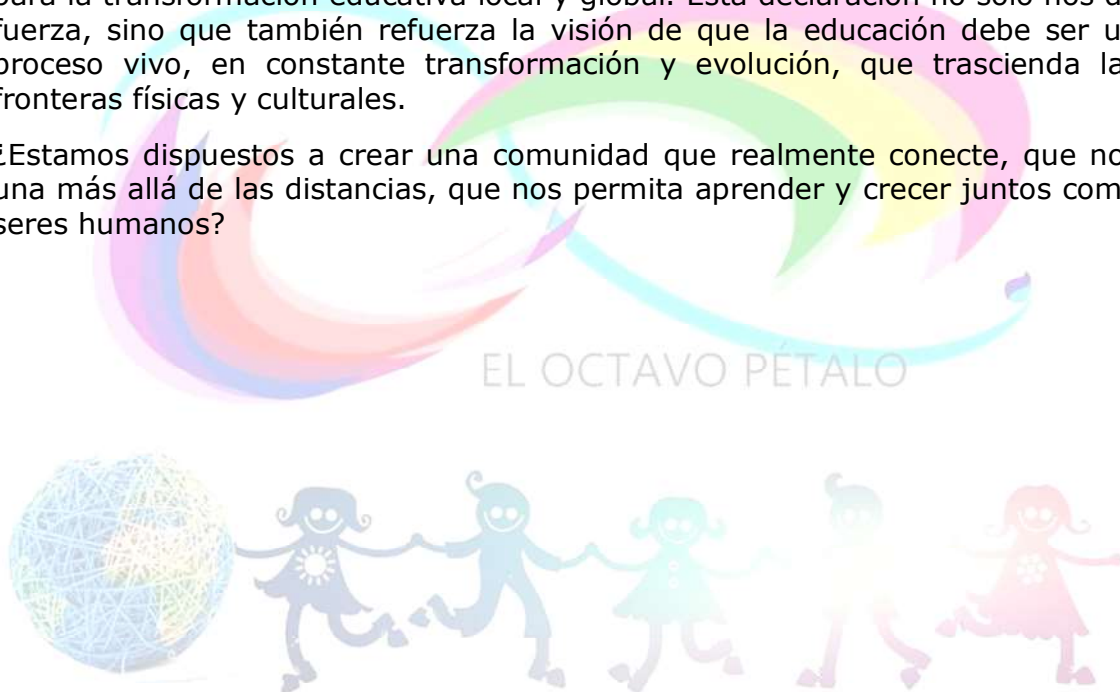 para la transformación educativa local y global. Esta declaración no solo nos d
fuerza, sino que también refuerza la visión de que la educación debe ser u
proceso vivo, en constante transformación y evolución, que trascienda la
fronteras físicas y culturales.
¿Estamos dispuestos a crear una comunidad que realmente conecte, que no
una más allá de las distancias, que nos permita aprender y crecer juntos com
seres humanos?
EL OCTAVO PÉTALO